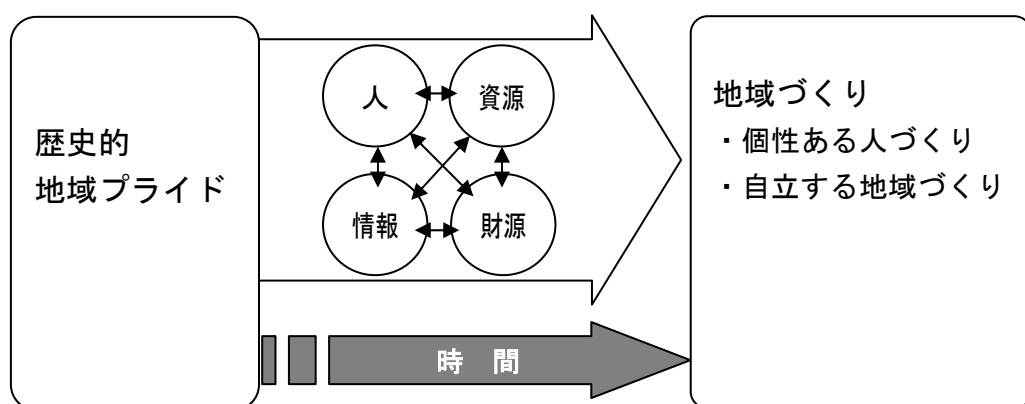 歴史的
地域プライド
人
資源
情報
財源
時 間
地域づくり
・個性ある人づくり
・自立する地域づくり